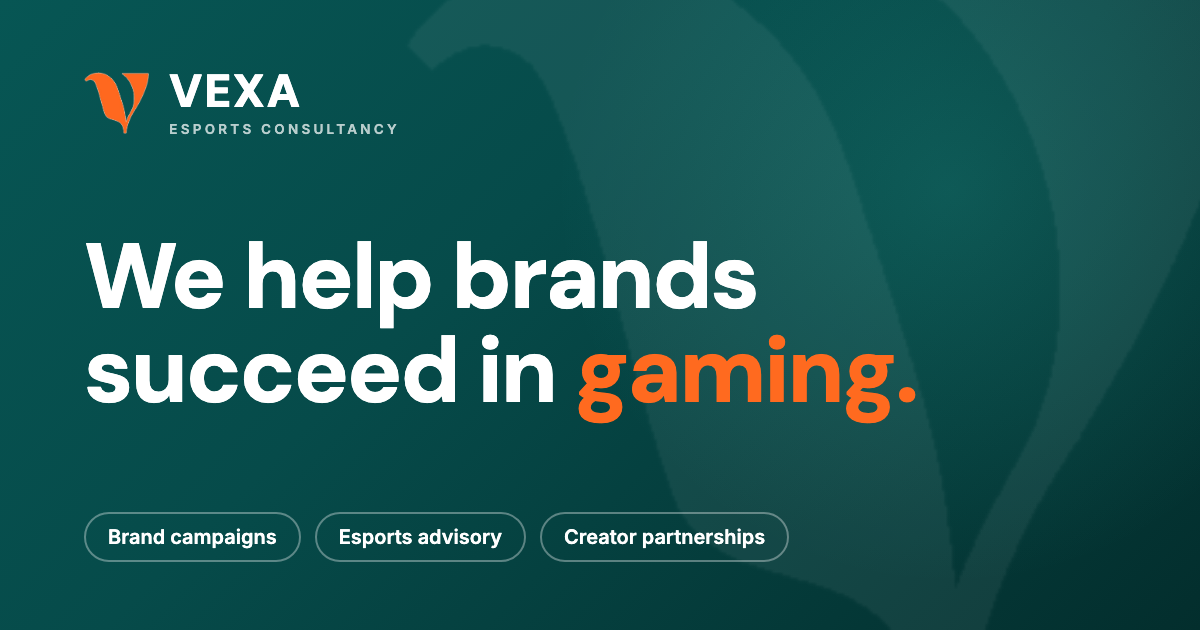 VEXA
ESPORTS CONSULTANCY
We help brands
succeed in gaming.
Brand campaigns
Esports advisory
Creator partnerships